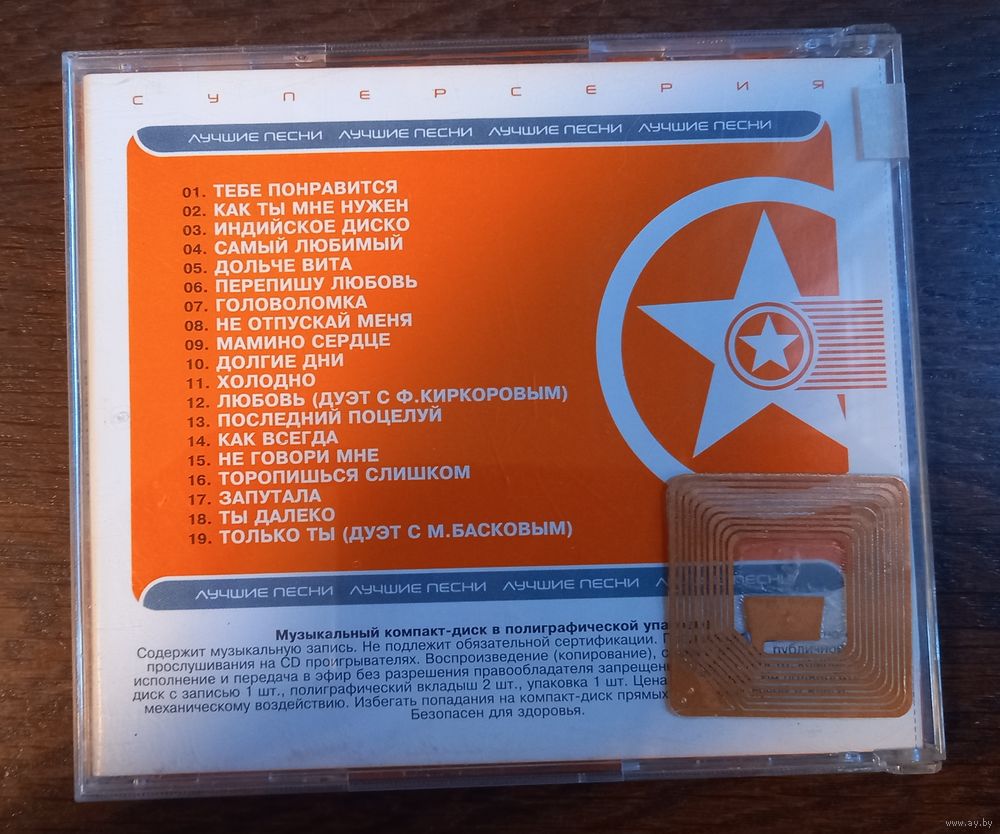 СУПЕРСЕРИЯ
ЛУЧШИЕ ПЕСНИ ЛУЧШИЕ ПЕСНИ ЛУЧШИЕ ПЕСНИ ЛУЧШИЕ ПЕСНИ
01. ТЕБЕ ПОНРАВИТСЯ
02. КАК ТЫ МНЕ НУЖЕН
03. ИНДИЙСКОЕ ДИСКО
04. САМЫЙ ЛЮБИМЫЙ
05. ДОЛЬЧЕ ВИТА
06. ПЕРЕПИШУ ЛЮБОВЬ
07. ГОЛОВОЛОМКА
08. НЕ ОТПУСКАЙ МЕНЯ
09. МАМИНО СЕРДЦЕ
10. ДОЛГИЕ ДНИ
11. ХОЛОДНО
12. ЛЮБОВЬ (ДУЭТ С Ф.КИРКОРОВЫМ)
13. ПОСЛЕДНИЙ ПОЦЕЛУЙ
14. КАК ВСЕГДА
15. НЕ ГОВОРИ МНЕ
16. ТОРОПИШЬСЯ СЛИШКОМ
17. ЗАПУТАЛА
18. ТЫ ДАЛЕКО
19. ТОЛЬКО ТЫ (ДУЭТ С М.БАСКОВЫМ)
ЛУЧШИЕ ПЕСНИ ЛУЧШИЕ ПЕСНИ ЛУЧШИЕ ПЕСНИ ПЕСНИ
Музыкальный компакт-диск в полиграфической
Содержит музыкальную запись. Не подлежит обязательной сертификации.
прослушивания на CD проигрывателях. Воспроизведение (копирование),
исполнение и передача в эфир без разрешения правообладателя
диск с записью 1 шт., полиграфический вкладыш 2 шт., упаковка 1 шт. Цена
механическому воздействию. Избегать попадания на компакт-диск прямых
Безопасен для здоровья.
www.ay.by